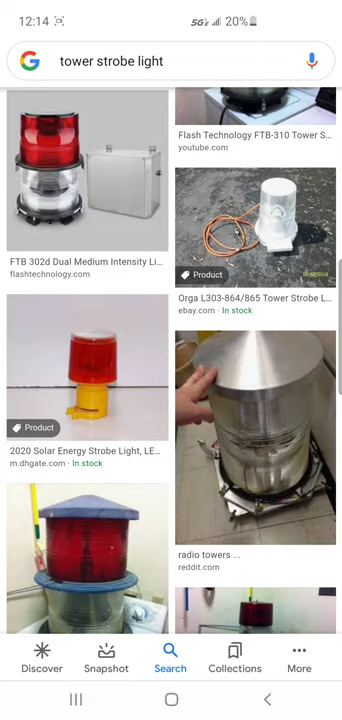 12:14
5GE 20%
tower strobe light
Flash Technology FTB-310 Tower S...
youtube.com
FTB 302d Dual Medium Intensity Li...
flashtechnology.com
Product
Orga L303-864/865 Tower Strobe L...
ebay.com · In stock
Product
2020 Solar Energy Strobe Light, LE...
m.dhgate.com · In stock
radio towers ...
reddit.com
Discover
Snapshot
Search
Collections
More